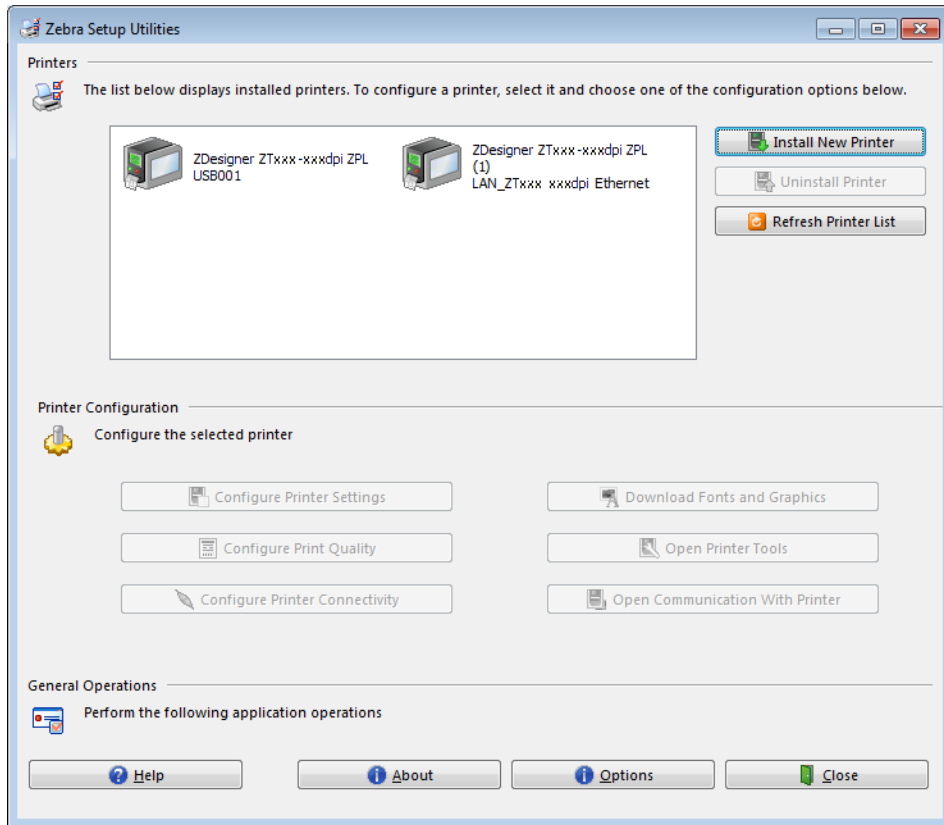 Zebra Setup Utilities
Printers
The list below displays installed printers. To configure a printer, select it and choose one of the configuration options below.
ZDesigner ZTxxx-xxxdpi ZPL
USB001
ZDesigner ZTxxx-xxxdpi ZPL
(1)
LAN_ZTxxx xxxdpi Ethernet
Install New Printer
Uninstall Printer
Refresh Printer List
Printer Configuration
Configure the selected printer
Configure Printer Settings
Download Fonts and Graphics
Configure Print Quality
Open Printer Tools
Configure Printer Connectivity
Open Communication With Printer
General Operations
Perform the following application operations
Help
About
Options
Close